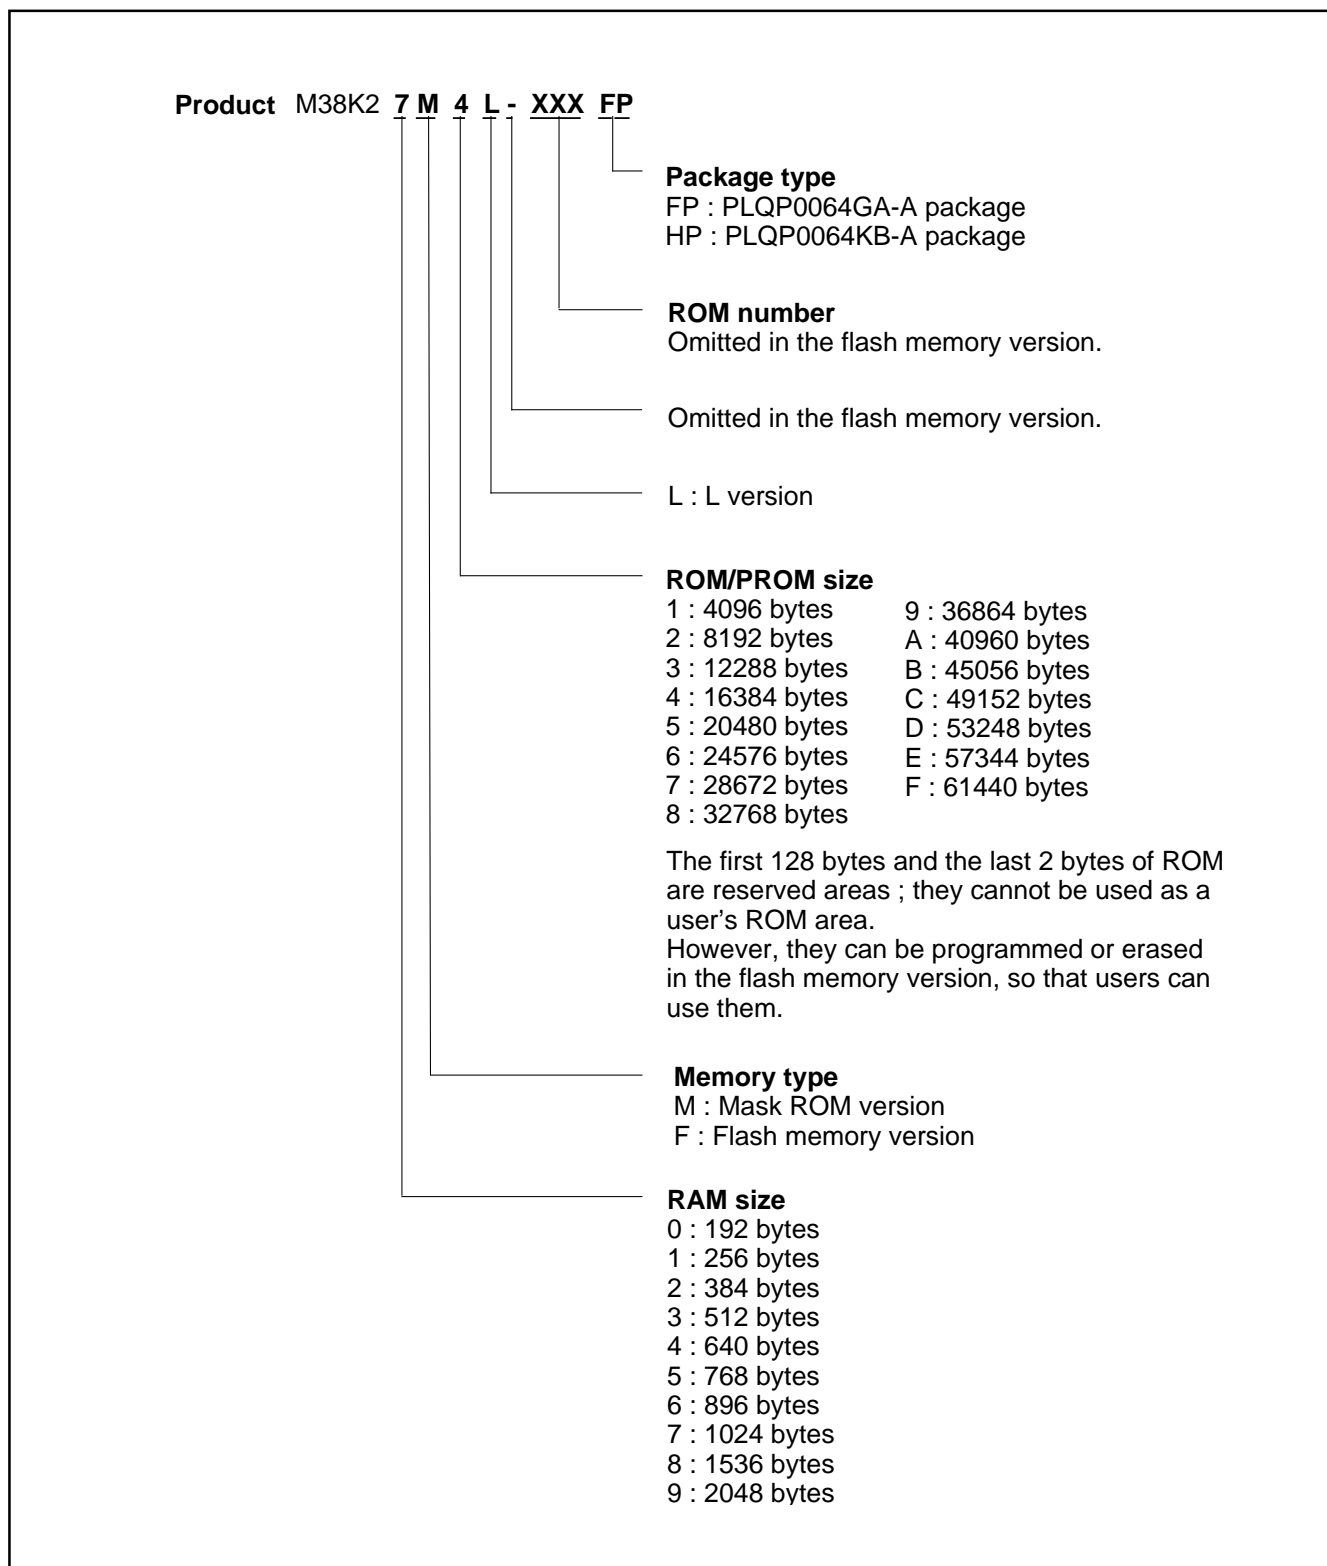 Product M38K2 7 M 4 L - XXX FP
Package type
FP : PLQP0064GA-A package
HP : PLQP0064KB-A package
ROM number
Omitted in the flash memory version.
Omitted in the flash memory version.
L : L version
ROM/PROM size
1 : 4096 bytes
2 : 8192 bytes
3 : 12288 bytes
4 : 16384 bytes
5 : 20480 bytes
6 : 24576 bytes
7 : 28672 bytes
8 : 32768 bytes
9 : 36864 bytes
A : 40960 bytes
B : 45056 bytes
C : 49152 bytes
D : 53248 bytes
E : 57344 bytes
F : 61440 bytes
The first 128 bytes and the last 2 bytes of ROM
are reserved areas ; they cannot be used as a
user’s ROM area.
However, they can be programmed or erased
in the flash memory version, so that users can
use them.
Memory type
M : Mask ROM version
F : Flash memory version
RAM size
0 : 192 bytes
1 : 256 bytes
2 : 384 bytes
3 : 512 bytes
4 : 640 bytes
5 : 768 bytes
6 : 896 bytes
7 : 1024 bytes
8 : 1536 bytes
9 : 2048 bytes